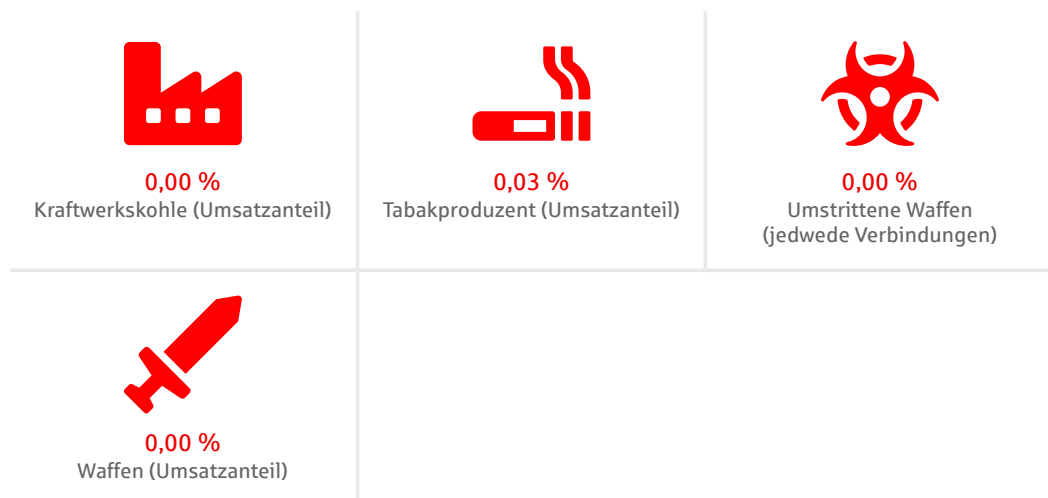 0,00 %
Kraftwerkskohle (Umsatzanteil)
0,03 %
Tabakproduzent (Umsatzanteil)
0,00 %
Umstrittene Waffen
(jedwede Verbindungen)
0,00 %
Waffen (Umsatzanteil)